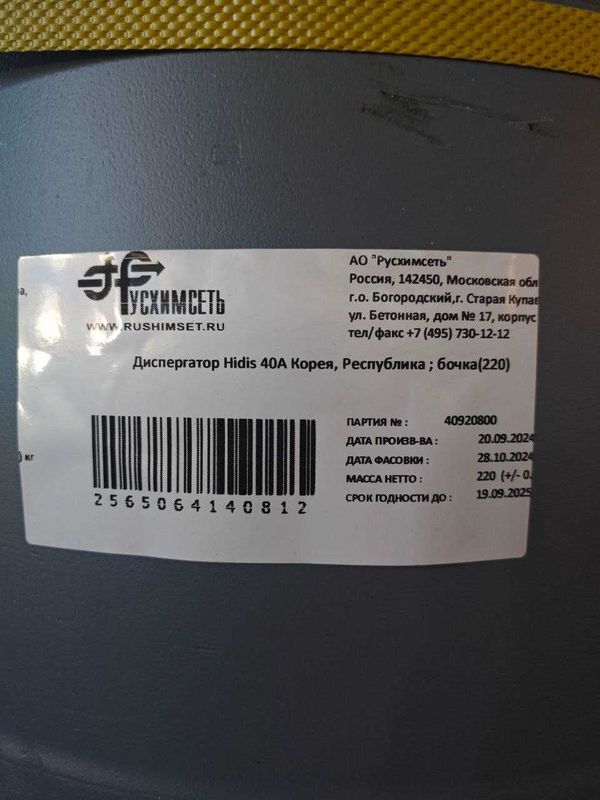 РУСХИМСЕТЬ
WWW.RUSHIMSET.RU
АО "Русхимсеть"
Россия, 142450, Московская обл
г.о. Богородский,г. Старая Купав
ул. Бетонная, дом № 17, корпус
тел/факс +7 (495) 730-12-12
Диспергатор Hidis 40A Корея, Республика ; бочка(220)
2565064140812
ПАРТИЯ № : 40920800
ДАТА ПРОИЗВ-ВА : 20.09.2024
ДАТА ФАСОВКИ : 28.10.2024
МАССА НЕТТО : 220 (+/- 0.
СРОК ГОДНОСТИ ДО : 19.09.2025
) кг